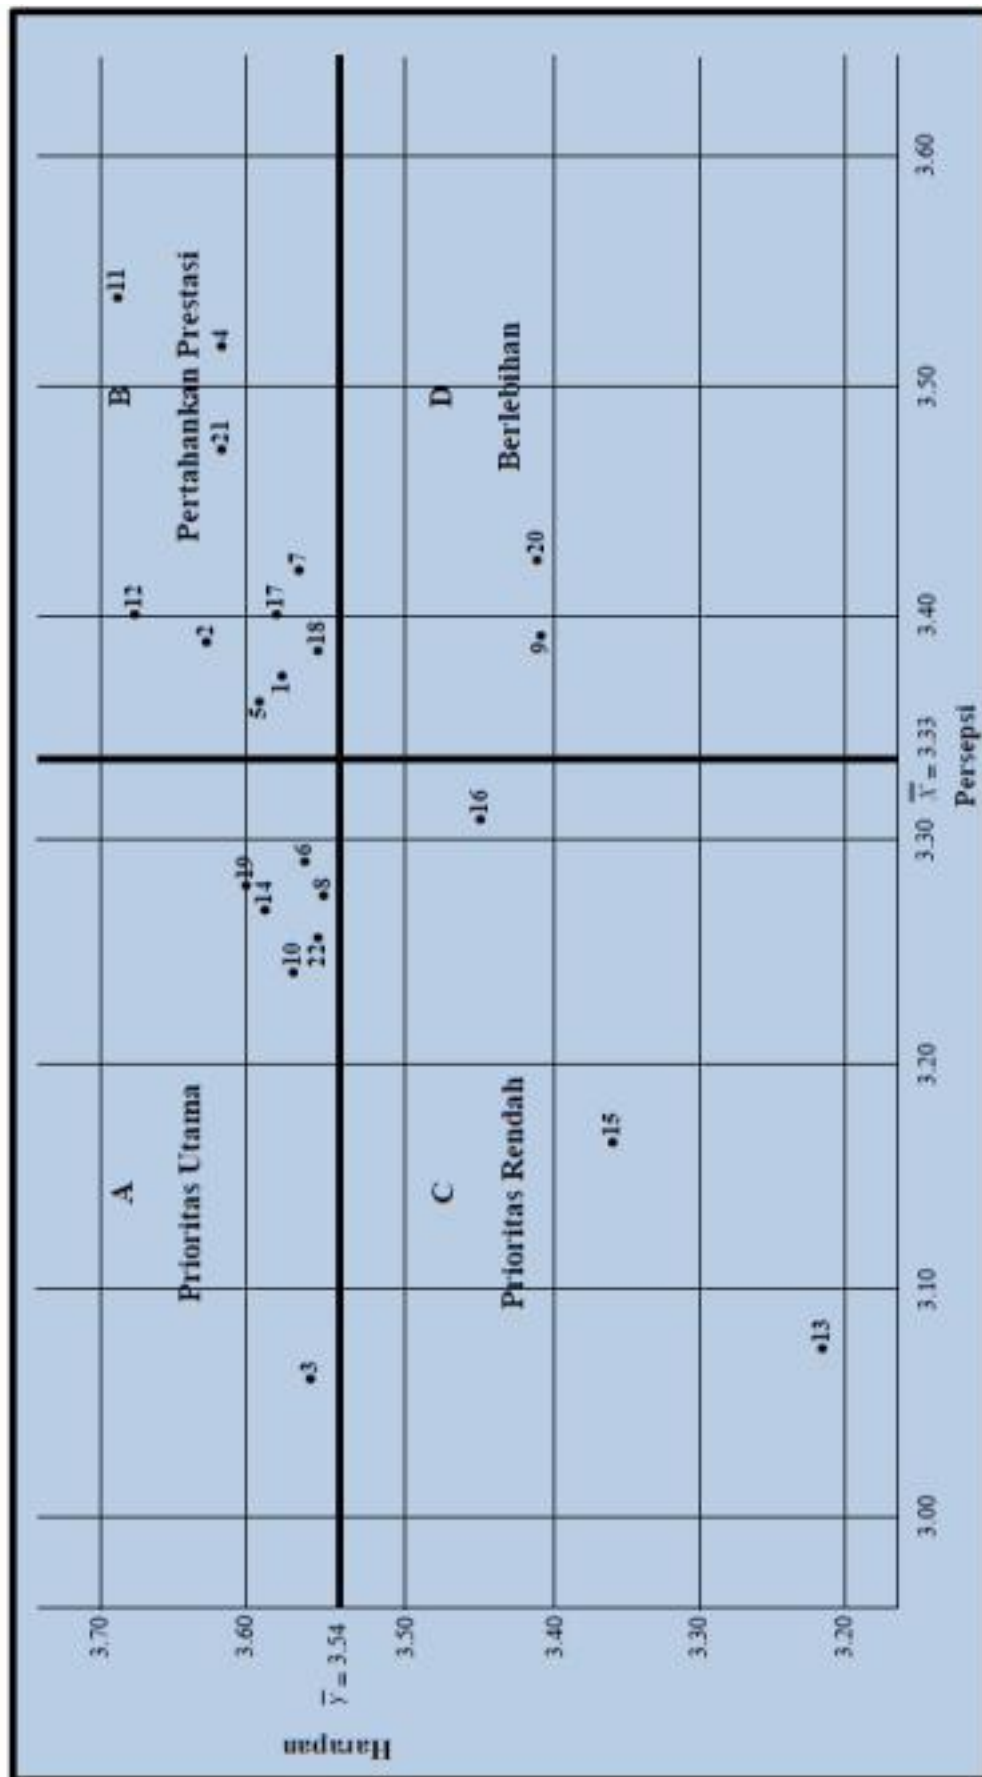 Harapan
3.70
3.60
y̅ = 3.54
3.50
3.40
3.30
3.20
A
Prioritas Utama
B
Pertahankan Prestasi
C
Prioritas Rendah
D
Berlebihan
3
10
22
14
19
8
6
5
1
18
2
17
12
7
21
4
11
13
15
16
9
20
3.00
3.10
3.20
3.30
X̅ = 3.33
3.40
3.50
3.60
Persepsi